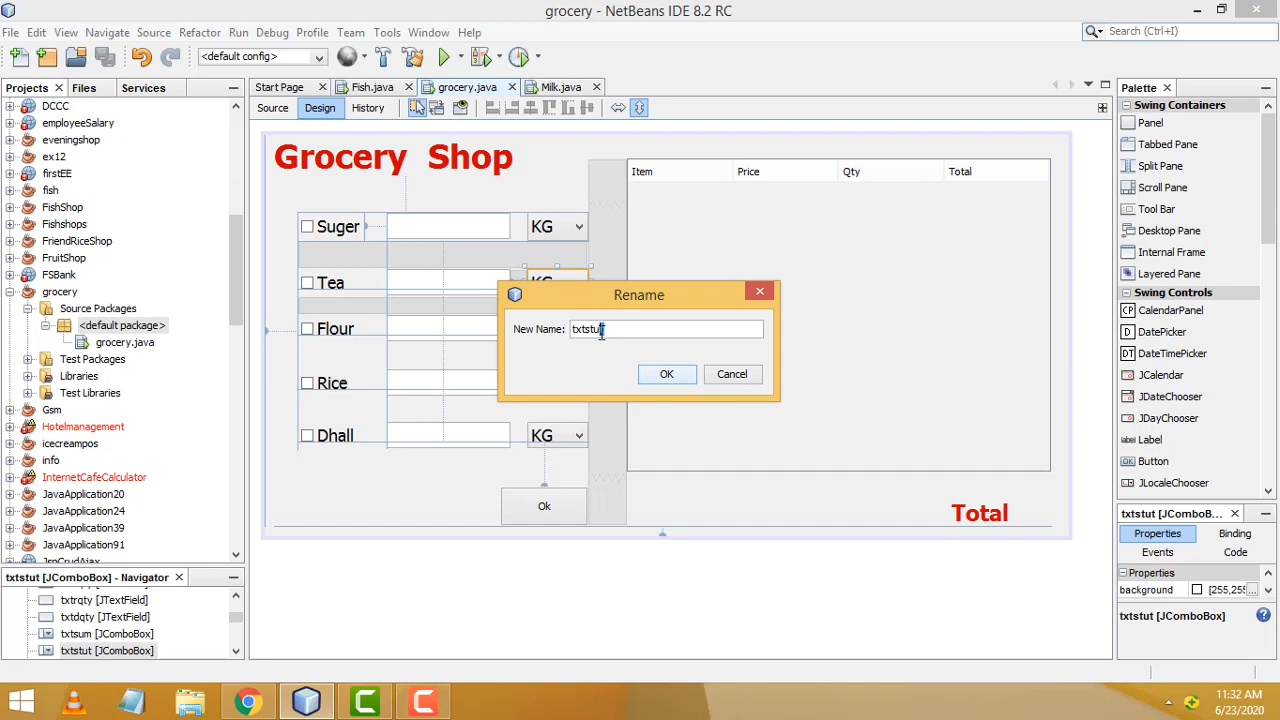 grocery - NetBeans IDE 8.2 RC
File Edit View Navigate Source Refactor Run Debug Profile Team Tools Window Help
Search (Ctrl+I)
<default config>
Projects Files Services
Start Page Fish.java grocery.java Milk.java
Palette
Source Design History
DCCC
employeeSalary
eveningshop
ex12
firstEE
fish
FishShop
Fishshops
FriendRiceShop
FruitShop
FSBank
grocery
Source Packages
<default package>
grocery.java
Test Packages
Libraries
Test Libraries
Gsm
Hotelmanagement
icecreampos
info
InternetCafeCalculator
JavaApplication20
JavaApplication24
JavaApplication39
JavaApplication91
JspCrudAjax
txtstut [JComboBox] - Navigator
txtrqty [JTextField]
txtdqty [JTextField]
txtsum [JComboBox]
txtstut [JComboBox]
Grocery Shop
Item Price Qty Total
Suger KG
Tea KG
Flour
Rice
Dhall KG
Ok
Total
Rename
New Name: txtstut
OK Cancel
Swing Containers
Panel
Tabbed Pane
Split Pane
Scroll Pane
Tool Bar
Desktop Pane
Internal Frame
Layered Pane
Swing Controls
CalendarPanel
DatePicker
DateTimePicker
JCalendar
JDateChooser
JDayChooser
Label
Button
JLocaleChooser
txtstut [JComboB...
Properties Binding
Events Code
Properties
background [255,25... ...
txtstut [JComboBox]
11:32 AM
6/23/2020